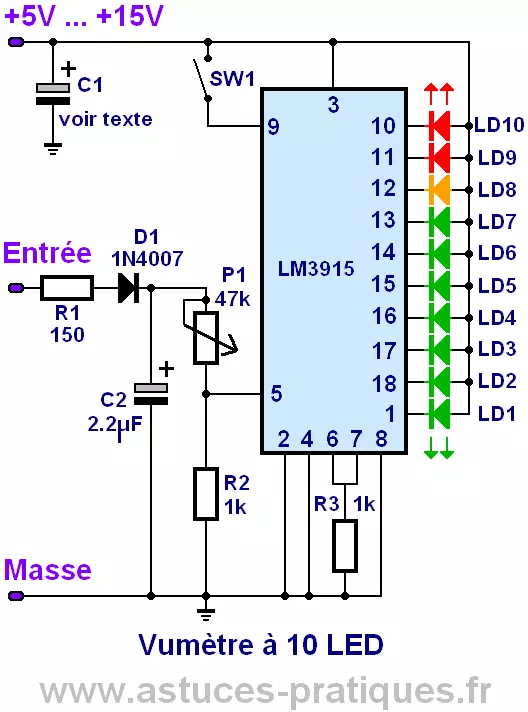 +5V ... +15V
C1
voir texte
SW1
3
9
10
LD10
11
LD9
12
LD8
13
LD7
14
LD6
15
LD5
16
LD4
17
LD3
18
LD2
1
LD1
LM3915
Entrée
D1
1N4007
R1
150
P1
47k
C2
2.2µF
5
R2
1k
2 4 6 7 8
R3 1k
Masse
Vumètre à 10 LED
www.astuces-pratiques.fr